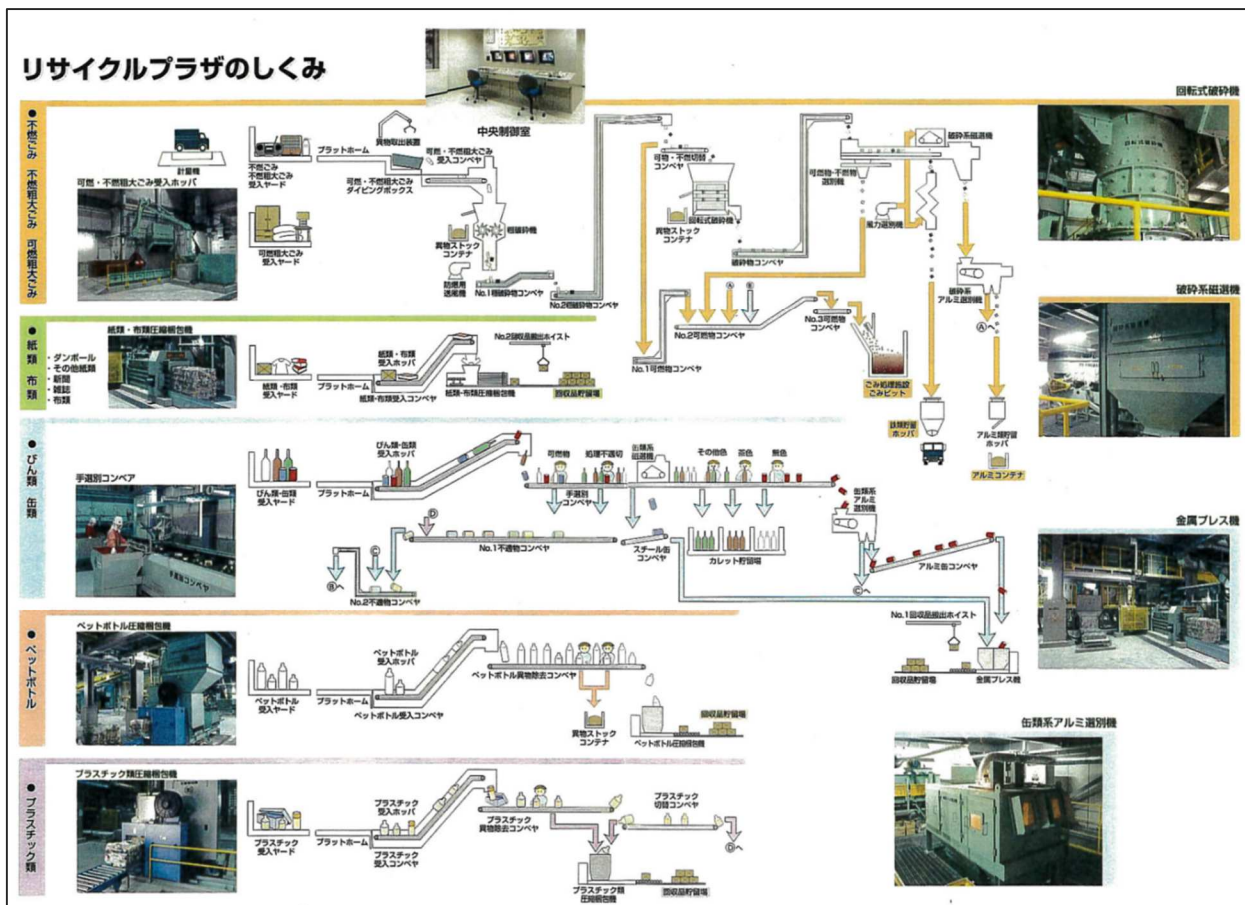 リサイクルプラザのしくみ
中央制御室
回転式破砕機
●不燃ごみ 不燃粗大ごみ 可燃粗大ごみ
計量機
可燃・不燃粗大ごみ受入ホッパ
プラットホーム
不燃ごみ
不燃粗大ごみ
受入ヤード
可燃粗大ごみ
受入ヤード
異物取出装置
可燃・不燃粗大ごみ
受入コンベヤ
可燃・不燃粗大ごみ
ダイビングボックス
粗破砕機
異物ストック
コンテナ
防爆用
送風機
No.1粗破砕物コンベヤ
No.2粗破砕物コンベヤ
可物・不燃切替
コンベヤ
回転式破砕機
異物ストック
コンテナ
破砕物コンベヤ
可燃物・不燃物
選別機
破砕系磁選機
風力選別機
破砕系
アルミ選別機
Ⓐへ
Ⓐ
Ⓑ
No.1可燃物コンベヤ
No.2可燃物コンベヤ
No.3可燃物
コンベヤ
ごみ処理施設
ごみピット
鉄類貯留
ホッパ
アルミ類貯留
ホッパ
アルミコンテナ
破砕系磁選機
●紙類 布類
紙類・布類圧縮梱包機
・ダンボール
・その他紙類
・新聞
・雑誌
・布類
紙類・布類
受入ヤード
プラットホーム
紙類・布類
受入ホッパ
紙類・布類受入コンベヤ
紙類・布類圧縮梱包機
No.2回収品搬出ホイスト
回収品貯留場
●びん類 缶類
手選別コンベア
手選別コンベヤ
びん類・缶類
受入ヤード
プラットホーム
びん類・缶類
受入ホッパ
可燃物
処理不適切
缶類系
磁選機
その他色
茶色
無色
手選別
コンベヤ
缶類系
アルミ
選別機
Ⓓ
No.1不適物コンベヤ
スチール缶
コンベヤ
カレット貯留場
アルミ缶コンベヤ
Ⓒへ
Ⓑへ
Ⓒ
No.2不適物コンベヤ
No.1回収品搬出ホイスト
回収品貯留場
金属プレス機
金属プレス機
●ペットボトル
ペットボトル圧縮梱包機
ペットボトル
受入ヤード
プラットホーム
ペットボトル
受入ホッパ
ペットボトル受入コンベヤ
ペットボトル異物除去コンベヤ
異物ストック
コンテナ
ペットボトル圧縮梱包機
回収品貯留場
缶類系アルミ選別機
●プラスチック類
プラスチック類圧縮梱包機
プラスチック
受入ヤード
プラットホーム
プラスチック
受入ホッパ
プラスチック
受入コンベヤ
プラスチック
異物除去コンベヤ
プラスチック
切替コンベヤ
Ⓓへ
プラスチック類
圧縮梱包機
回収品貯留場